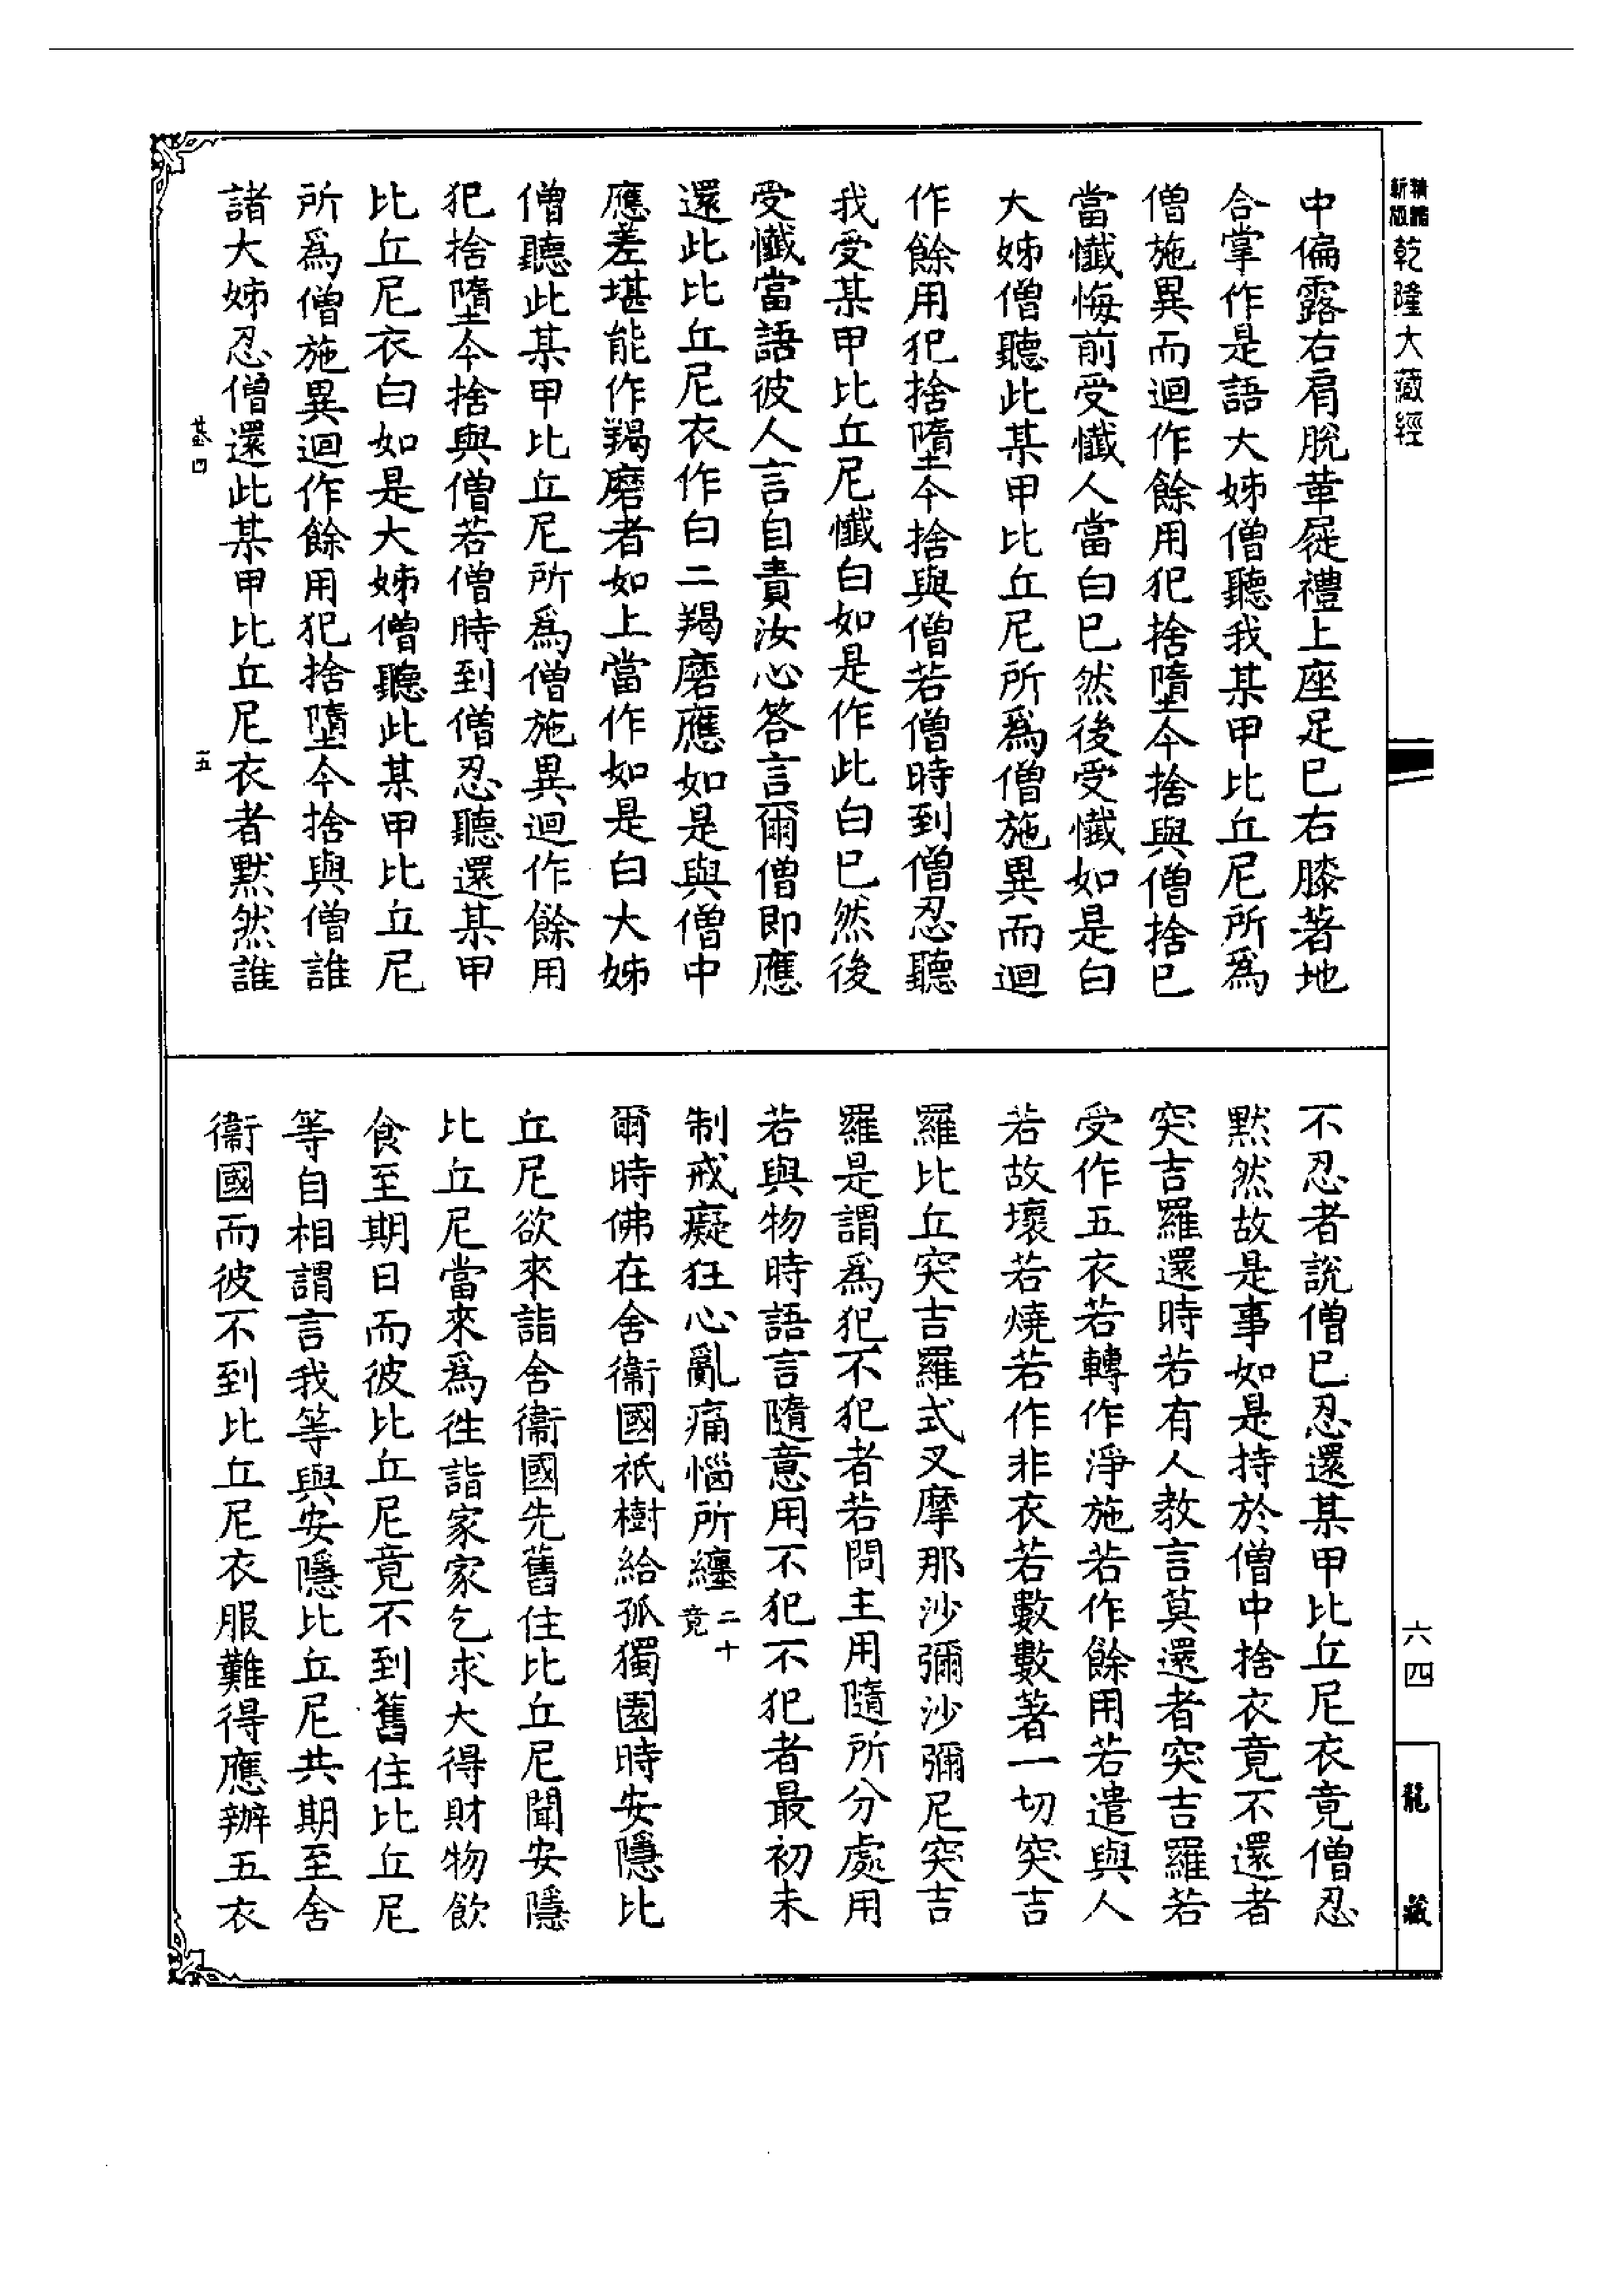 精縮
新版
乾隆大藏經
中偏露右肩脫革屣禮上座足已右膝著地
合掌作是語大姊僧聽我某甲比丘尼所為
僧施異而迴作餘用犯捨墮今捨與僧捨已
當懺悔前受懺人當白已然後受懺如是白
大姊僧聽此某甲比丘尼所為僧施異而迴
作餘用犯捨墮今捨與僧若僧時到僧忍聽
我受某甲比丘尼懺白如是作此白已然後
受懺當語彼人言自責汝心答言爾僧即應
還此比丘尼衣作白二羯磨應如是與僧中
應差堪能作羯磨者如上當作如是白大姊
僧聽此某甲比丘尼所為僧施異迴作餘用
犯捨墮今捨與僧若僧時到僧忍聽還某甲
比丘尼衣白如是大姊僧聽此某甲比丘尼
所為僧施異迴作餘用犯捨墮今捨與僧誰
諸大姊忍僧還此某甲比丘尼衣者默然誰
基四
一五
不忍者說僧已忍還某甲比丘尼衣竟僧忍
默然故是事如是持於僧中捨衣竟不還者
突吉羅還時若有人教言莫還者突吉羅若
受作五衣若轉作淨施若作餘用若遣與人
若故壞若燒若作非衣若數數著一切突吉
羅比丘突吉羅式叉摩那沙彌沙彌尼突吉
羅是謂為犯不犯者若問主用隨所分處用
若與物時語言隨意用不犯不犯者最初未
制戒癡狂心亂痛惱所纏二十竟
爾時佛在舍衞國祇樹給孤獨園時安隱比
丘尼欲來詣舍衞國先舊住比丘尼聞安隱
比丘尼當來為往詣家家乞求大得財物飲
食至期日而彼比丘尼竟不到舊住比丘尼
等自相謂言我等與安隱比丘尼共期至舍
衞國而彼不到比丘尼衣服難得應辦五衣
六四
龍藏